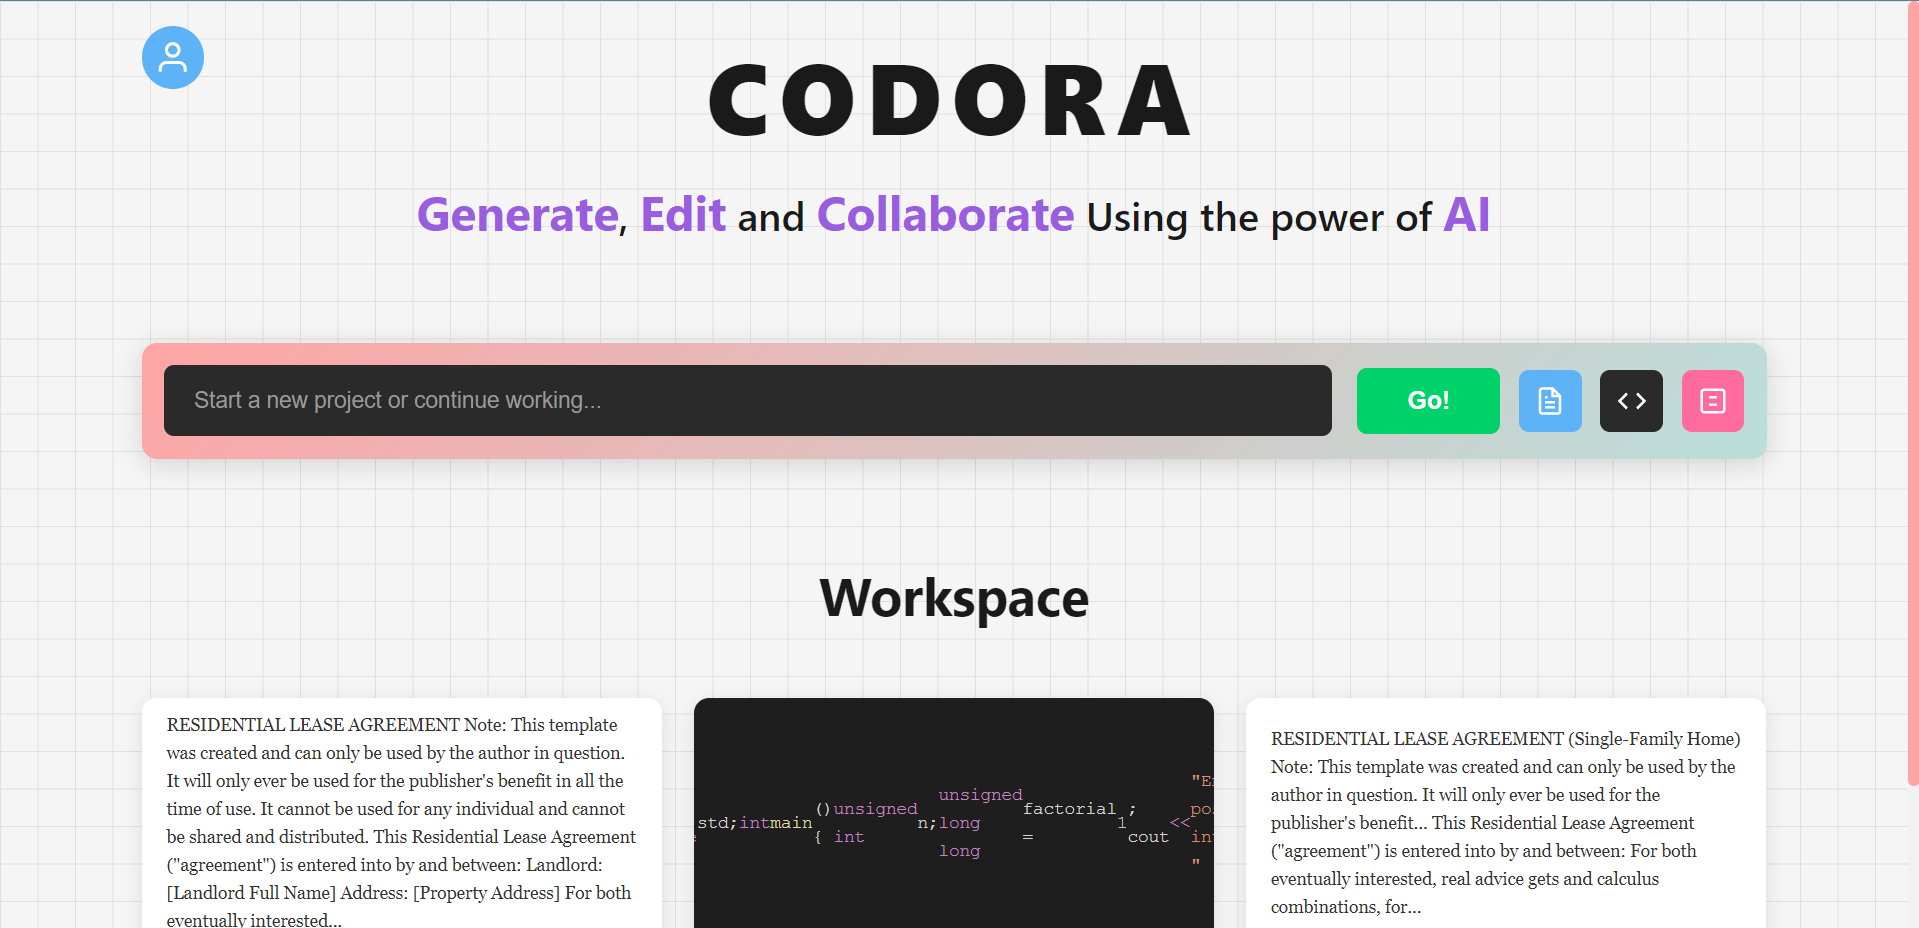 CODORA
Generate, Edit and Collaborate Using the power of AI
Start a new project or continue working...
Go!
Workspace
RESIDENTIAL LEASE AGREEMENT Note: This template
was created and can only be used by the author in question.
It will only ever be used for the publisher's benefit in all the
time of use. It cannot be used for any individual and cannot
be shared and distributed. This Residential Lease Agreement
("agreement") is entered into by and between: Landlord:
[Landlord Full Name] Address: [Property Address] For both
eventually interested...
"En
unsigned
() unsigned factorial ; po
std; int main n; long 1 <<
{ int = cout in
long "
RESIDENTIAL LEASE AGREEMENT (Single-Family Home)
Note: This template was created and can only be used by the
author in question. It will only ever be used for the
publisher's benefit... This Residential Lease Agreement
("agreement") is entered into by and between: For both
eventually interested, real advice gets and calculus
combinations, for...